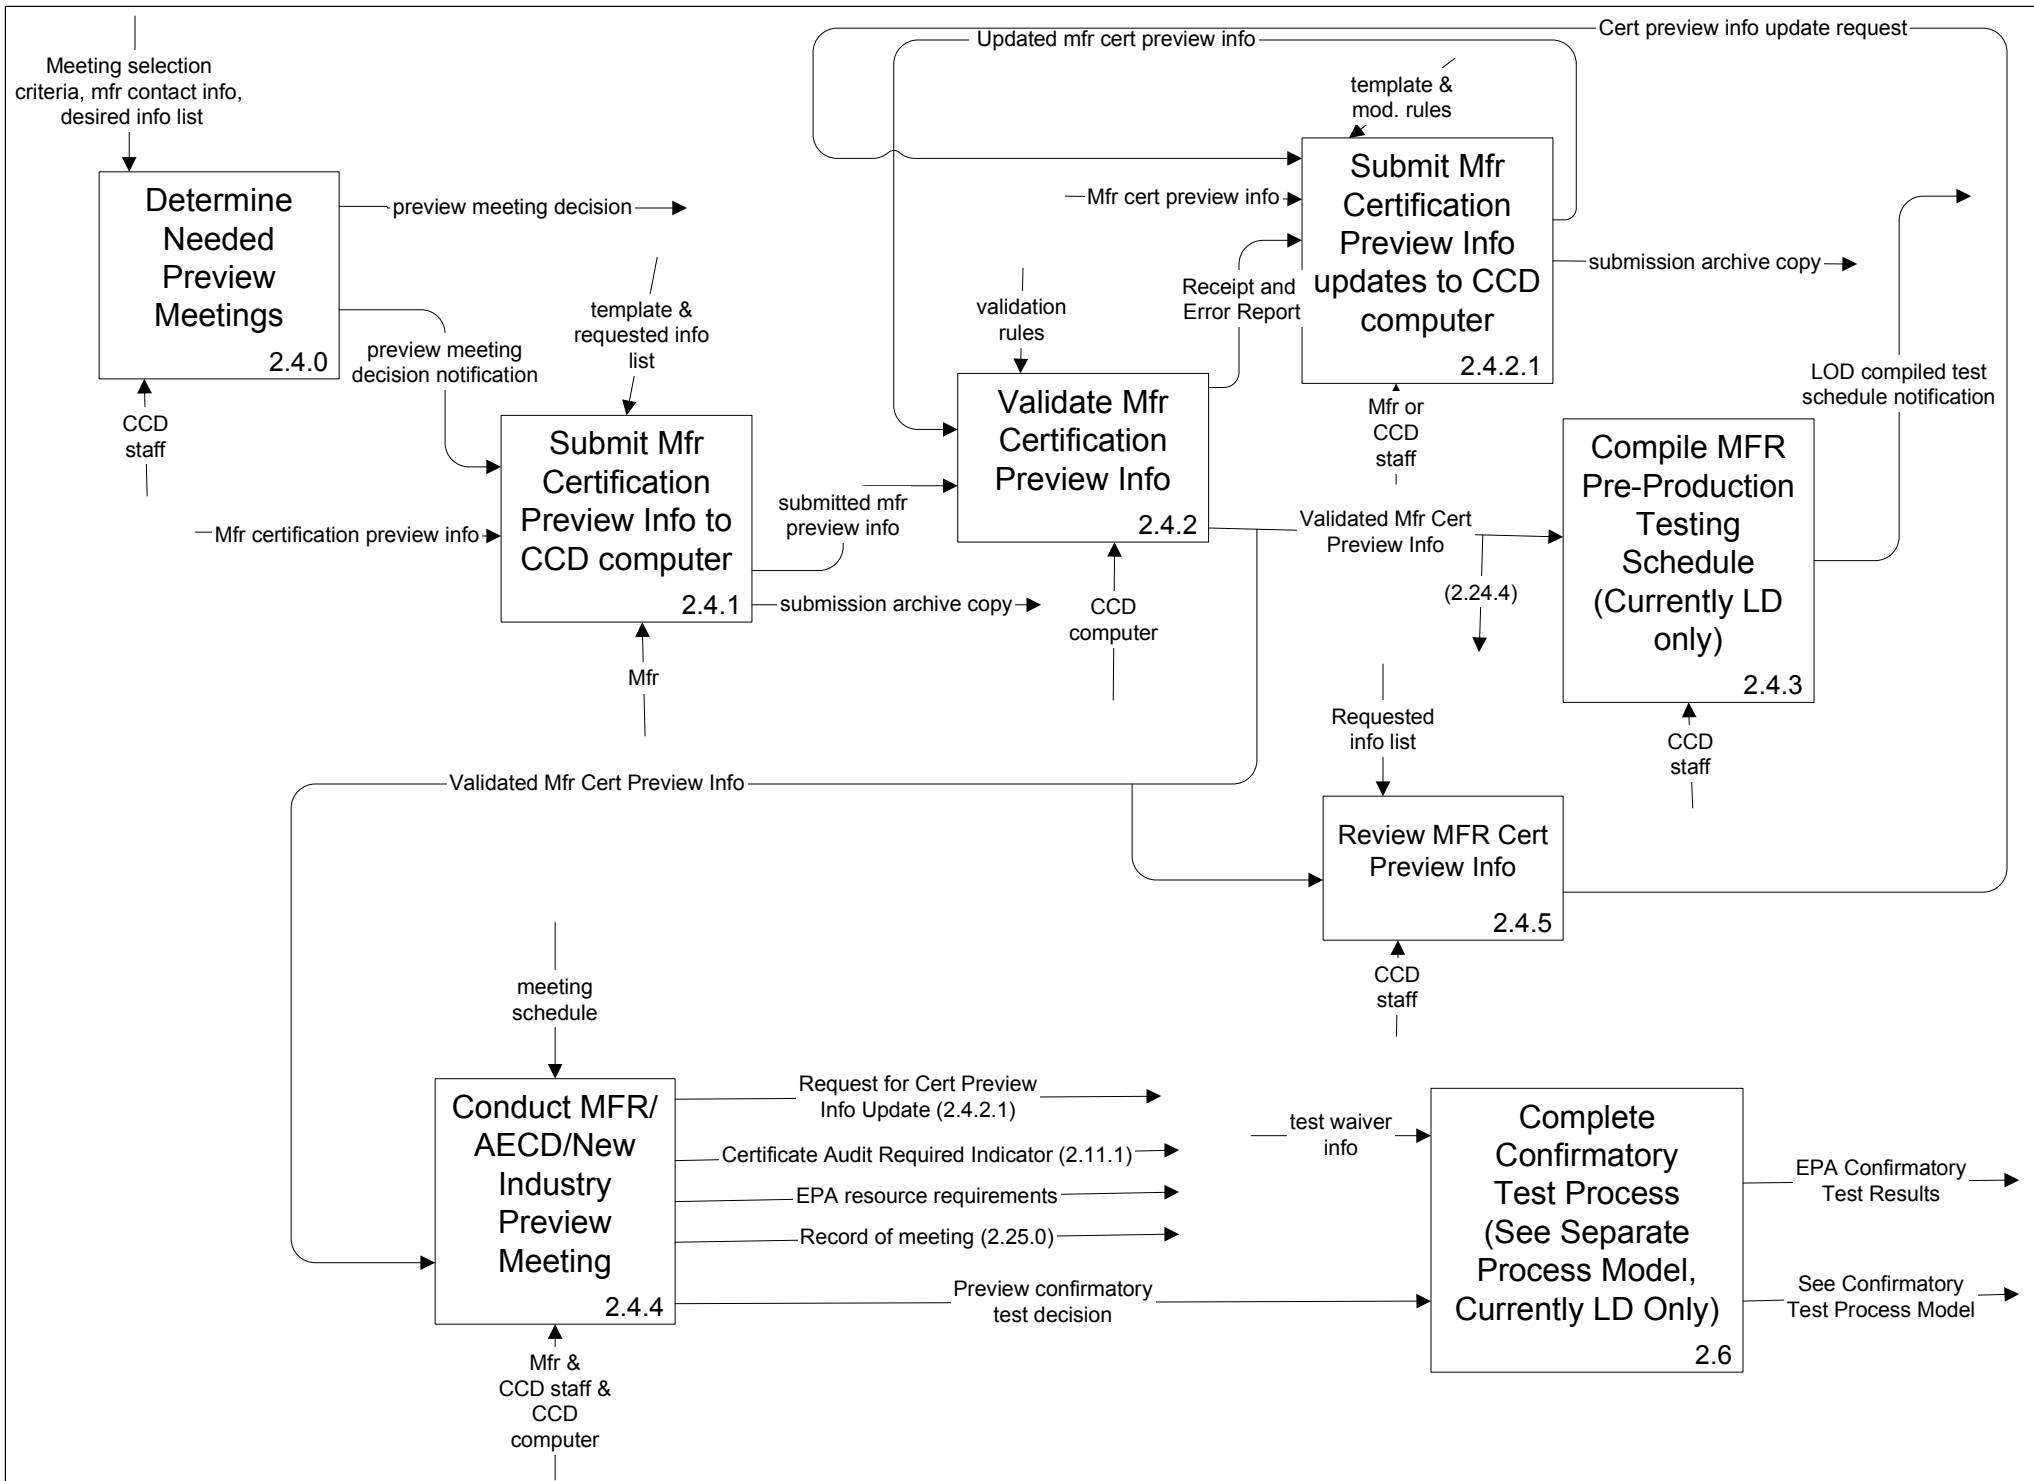 Cert preview info update request
Updated mfr cert preview info
Meeting selection
criteria, mfr contact info,
desired info list
template &
mod. rules
Determine
Needed
Preview
Meetings
2.4.0
preview meeting decision
preview meeting
decision notification
CCD
staff
template &
requested info
list
Submit Mfr
Certification
Preview Info to
CCD computer
2.4.1
Mfr certification preview info
submitted mfr
preview info
submission archive copy
Mfr
validation
rules
Validate Mfr
Certification
Preview Info
2.4.2
CCD
computer
Receipt and
Error Report
Mfr cert preview info
Submit Mfr
Certification
Preview Info
updates to CCD
computer
2.4.2.1
submission archive copy
Mfr or
CCD
staff
Validated Mfr Cert
Preview Info
(2.24.4)
Compile MFR
Pre-Production
Testing
Schedule
(Currently LD
only)
2.4.3
LOD compiled test
schedule notification
CCD
staff
Requested
info list
Validated Mfr Cert Preview Info
Review MFR Cert
Preview Info
2.4.5
CCD
staff
meeting
schedule
Conduct MFR/
AECD/New
Industry
Preview
Meeting
2.4.4
Mfr &
CCD staff &
CCD
computer
Request for Cert Preview
Info Update (2.4.2.1)
Certificate Audit Required Indicator (2.11.1)
EPA resource requirements
Record of meeting (2.25.0)
Preview confirmatory
test decision
test waiver
info
Complete
Confirmatory
Test Process
(See Separate
Process Model,
Currently LD Only)
2.6
EPA Confirmatory
Test Results
See Confirmatory
Test Process Model